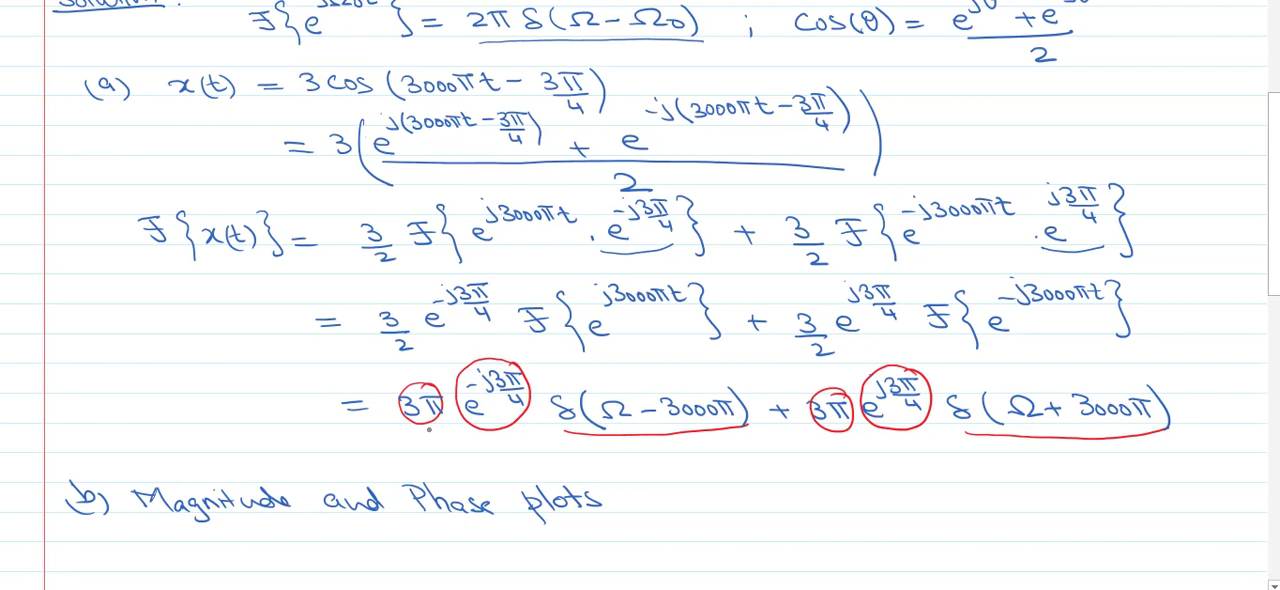 Solution:
F{e^{jΩ₀t}} = 2π δ(Ω − Ω₀) ; cos(θ) = (e^{jθ} + e^{-jθ})/2
(a) x(t) = 3 cos(3000πt − 3π/4)
= 3((e^{j(3000πt − 3π/4)} + e^{-j(3000πt − 3π/4)})/2)
F{x(t)} = 3/2 F{e^{j3000πt} . e^{-j3π/4}} + 3/2 F{e^{-j3000πt} . e^{j3π/4}}
= 3/2 e^{-j3π/4} F{e^{j3000πt}} + 3/2 e^{j3π/4} F{e^{-j3000πt}}
= 3π e^{-j3π/4} δ(Ω − 3000π) + 3π e^{j3π/4} δ(Ω + 3000π)
b) Magnitude and Phase plots